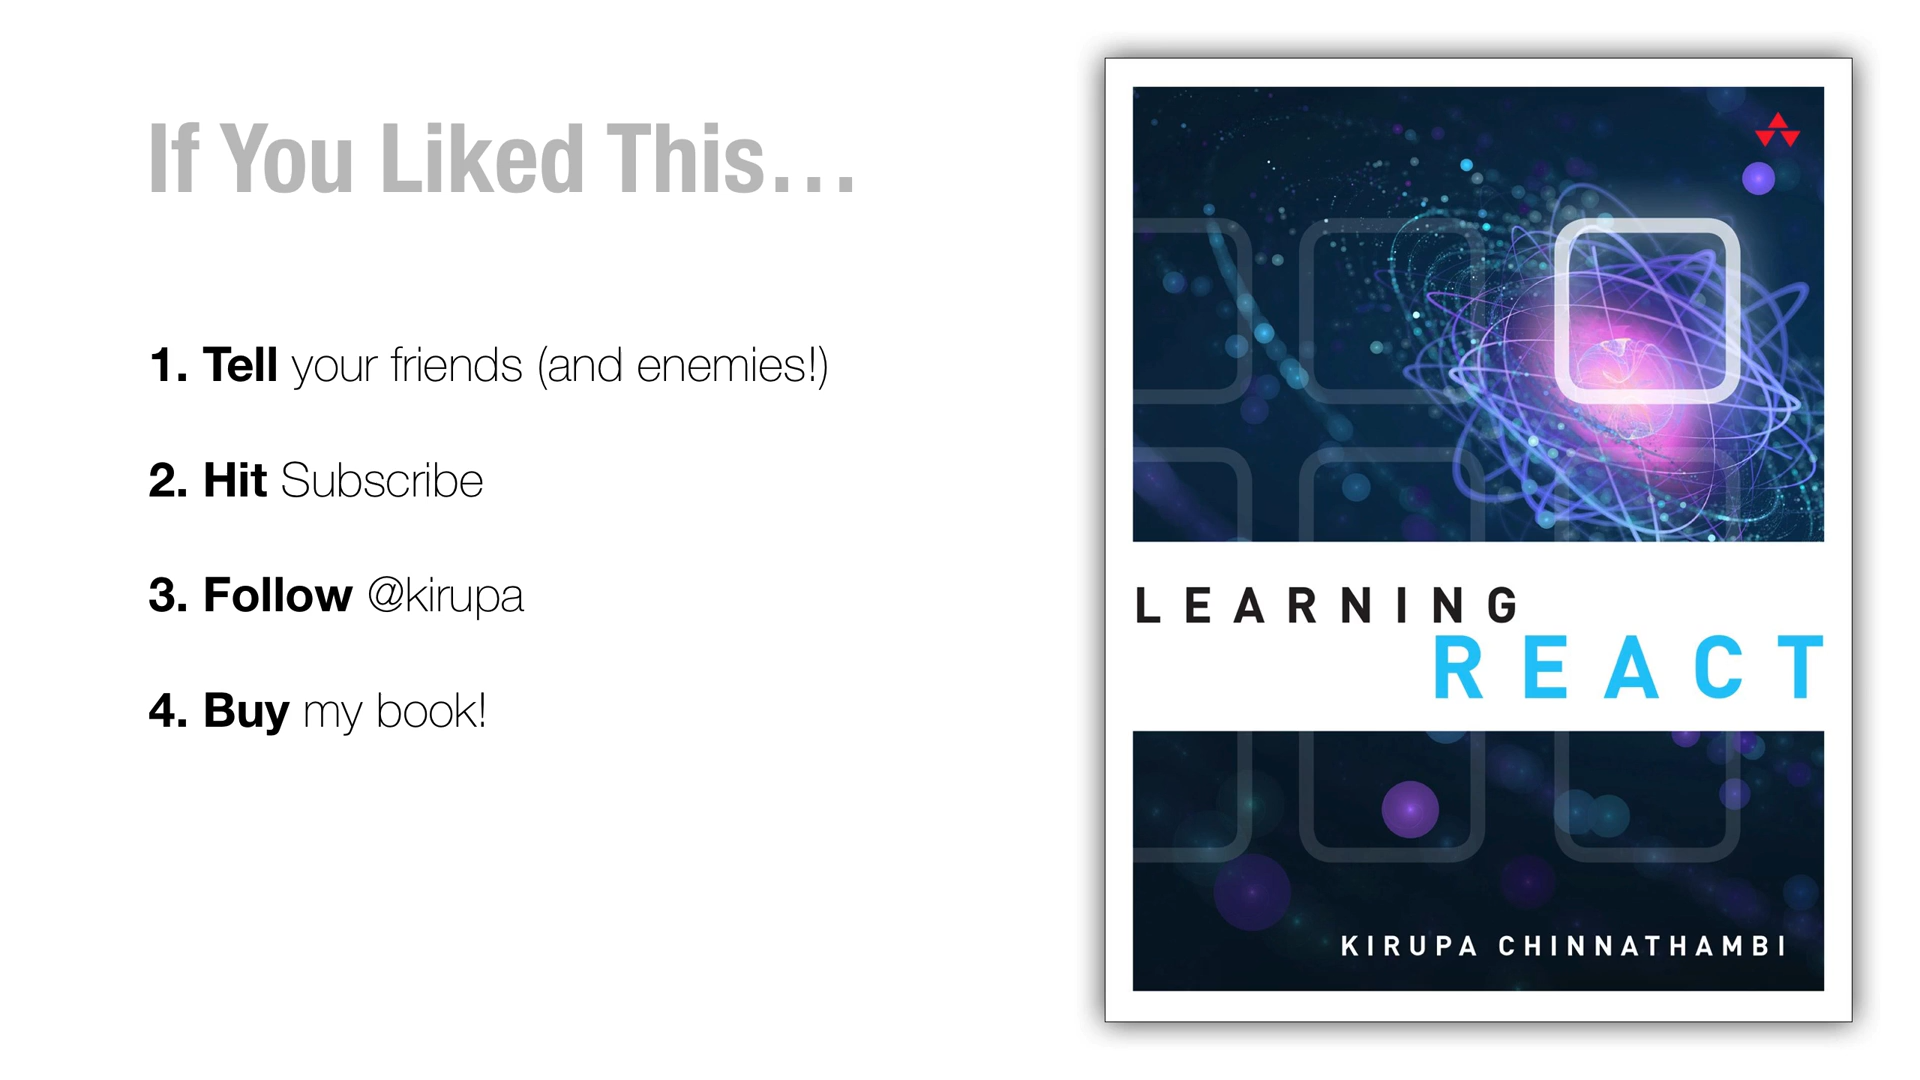 If You Liked This…
1. Tell your friends (and enemies!)
2. Hit Subscribe
3. Follow @kirupa
4. Buy my book!
LEARNING
REACT
KIRUPA CHINNATHAMBI